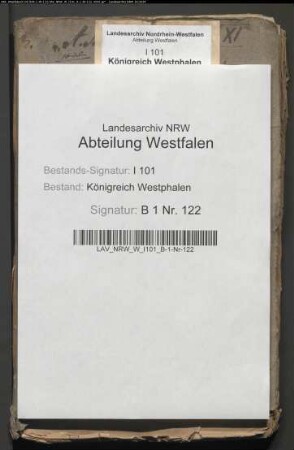 XI
Landesarchiv Nordrhein-Westfalen
Abteilung Westfalen
I 101
Königreich Westphalen
Landesarchiv NRW
Abteilung Westfalen
Bestands-Signatur: I 101
Bestand: Königreich Westphalen
Signatur: B 1 Nr. 122
LAV_NRW_W_I101_B-1-Nr-122